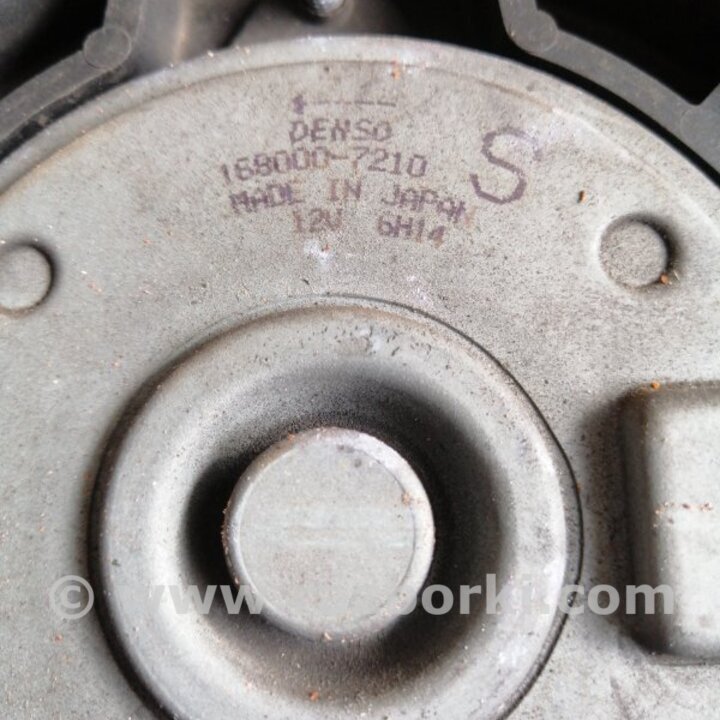 DENSO
168000-7210
MADE IN JAPAN
12V 6H14
S